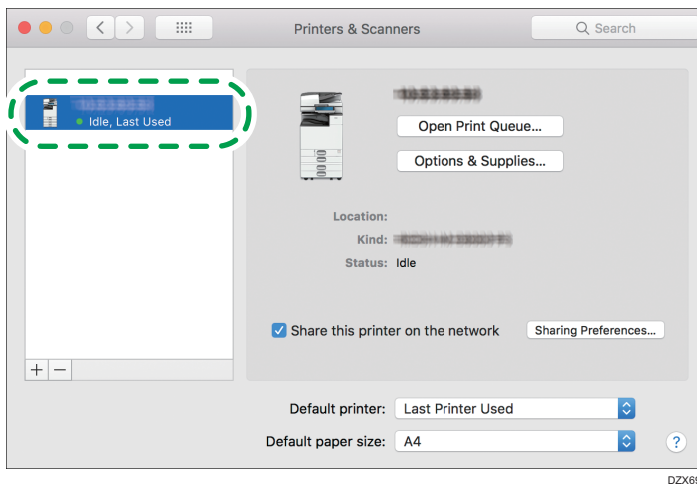 Printers & Scanners
Search
Idle, Last Used
Open Print Queue...
Options & Supplies...
Location:
Kind:
Status: Idle
Share this printer on the network
Sharing Preferences...
+ −
Default printer: Last Printer Used
Default paper size: A4
?